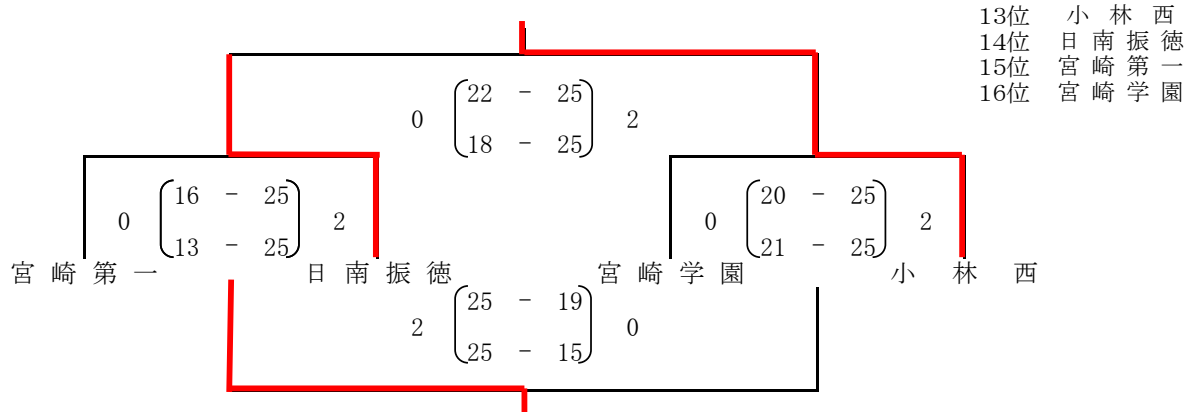 13位 小林西
14位 日南振徳
15位 宮崎第一
16位 宮崎学園
22 - 25
0 2
18 - 25
16 - 25 20 - 25
0 2 0 2
13 - 25 21 - 25
宮崎第一 日南振徳 宮崎学園 小林西
25 - 19
2 0
25 - 15